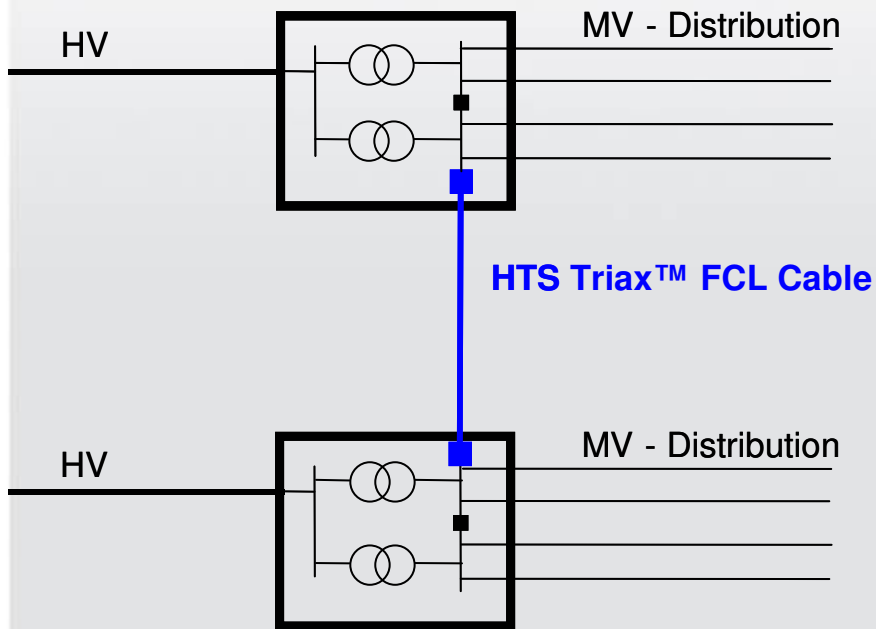 MV - Distribution
HV
HTS Triax™ FCL Cable
MV - Distribution
HV